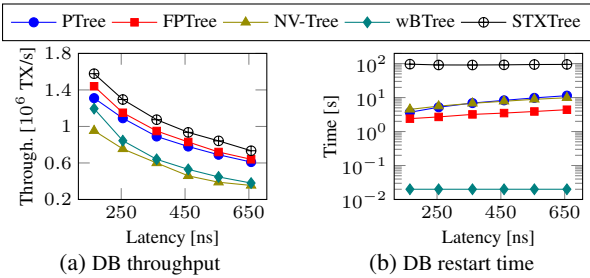 PTree FPTree NV-Tree wBTree STXTree
Throuh. [10^6 TX/s]
1.8
1.4
1
0.6
0.2
250 450 650
Latency [ns]
(a) DB throughput
Time [s]
10^2
10^1
10^0
10^-1
10^-2
250 450 650
Latency [ns]
(b) DB restart time